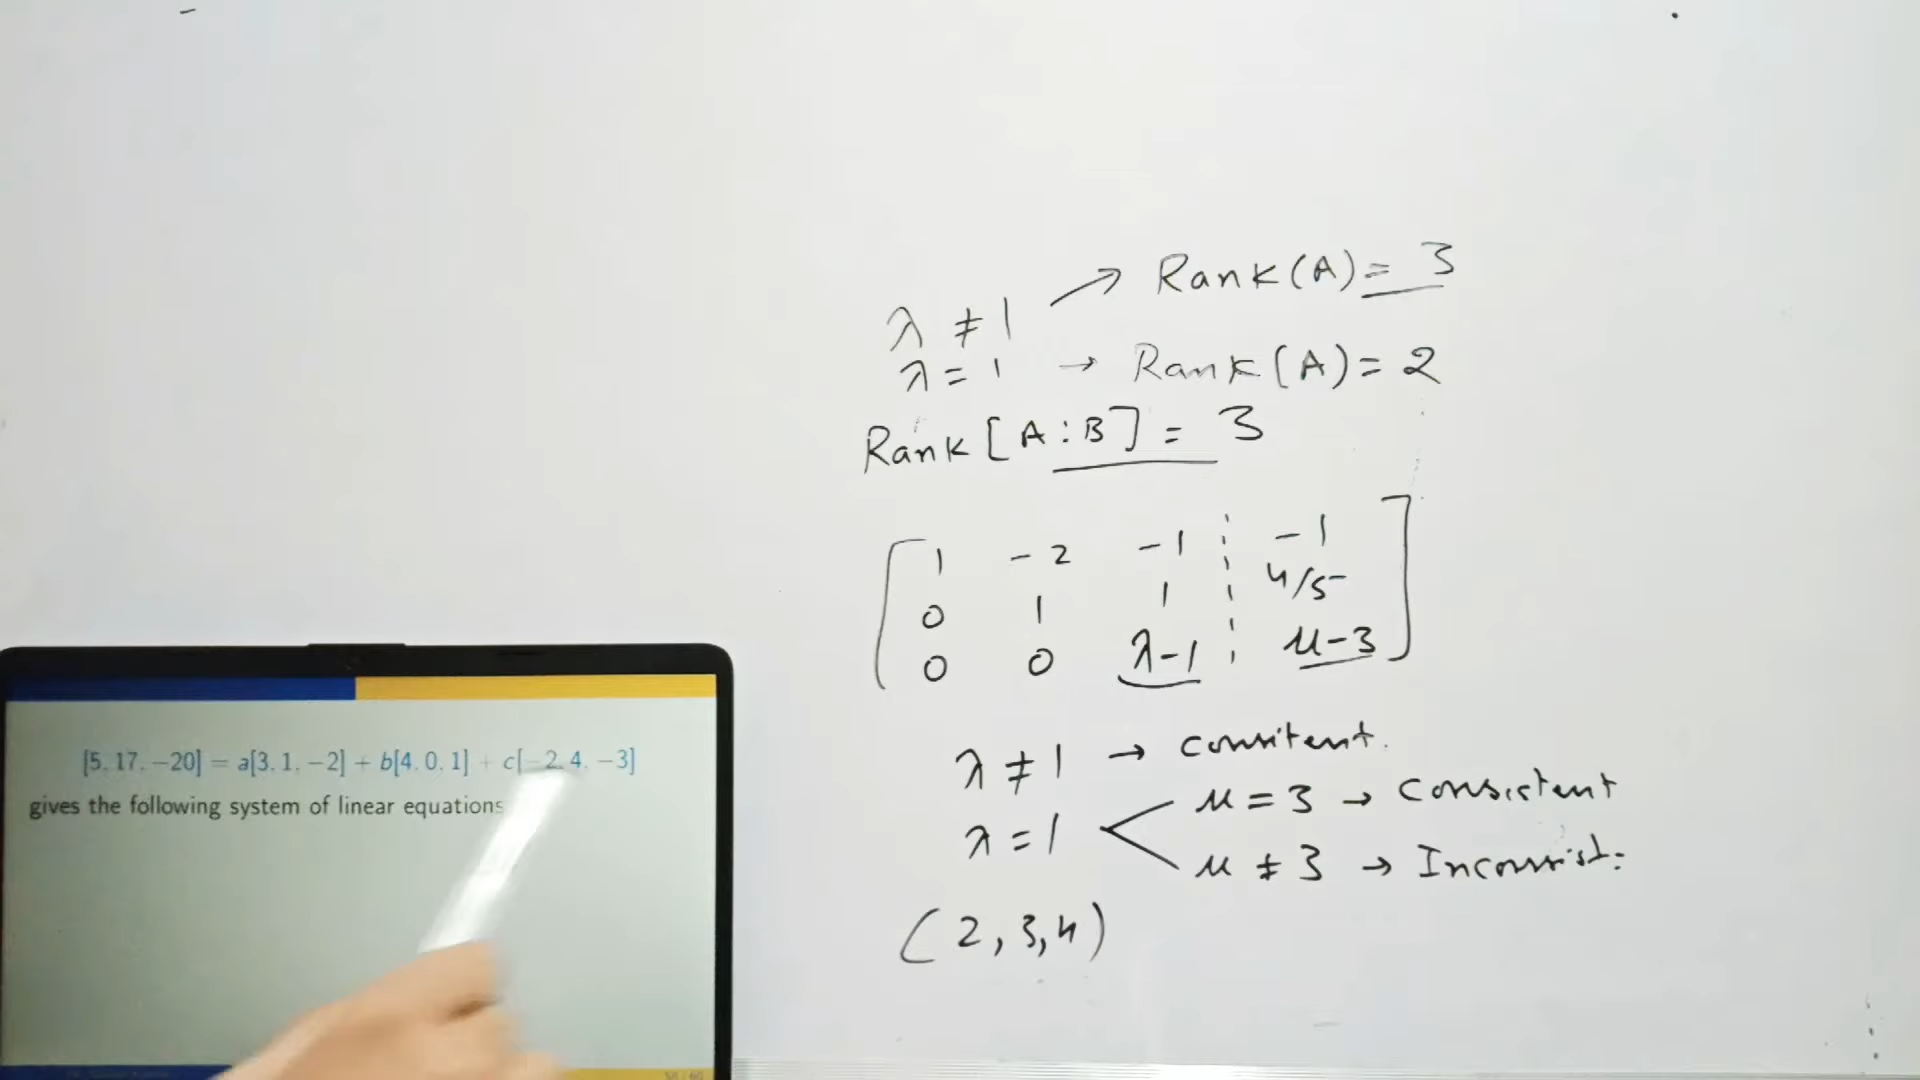 λ ≠ 1 → Rank(A) = 3
λ = 1 → Rank(A) = 2
Rank[A:B] = 3
1 -2 -1 -1
0 1 1 4/5
0 0 λ-1 μ-3
λ ≠ 1 → consitent.
λ = 1
μ = 3 → consistent
μ ≠ 3 → Inconsist.
(2,3,4)
[5, 17, −20] = a[3, 1, −2] + b[4, 0, 1] + c[−2, 4, −3]
gives the following system of linear equations